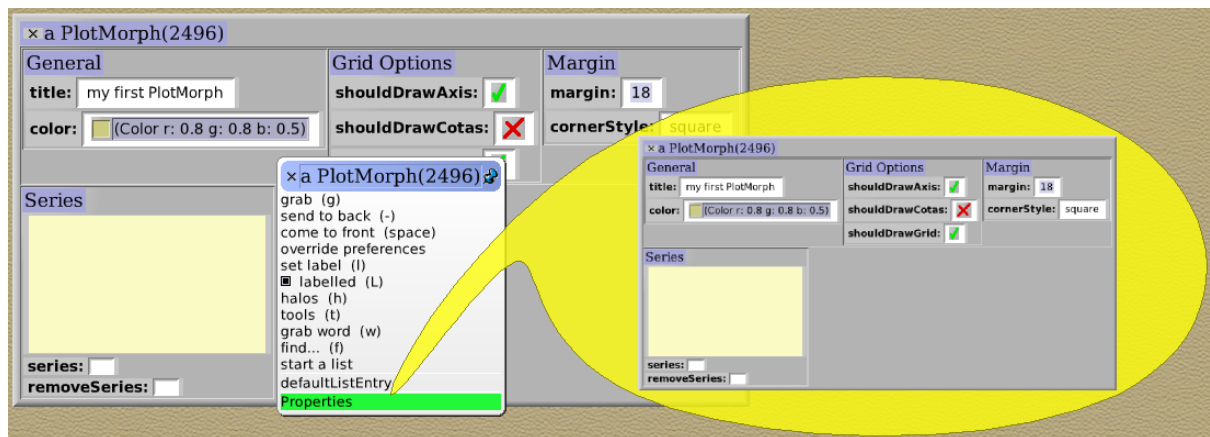 × a PlotMorph(2496)
General
title: my first PlotMorph
color: (Color r: 0.8 g: 0.8 b: 0.5)
Grid Options
shouldDrawAxis:
shouldDrawCotas:
Margin
margin: 18
cornerStyle: square
Series
series:
removeSeries:
× a PlotMorph(2496)
grab (g)
send to back (-)
come to front (space)
override preferences
set label (l)
labelled (L)
halos (h)
tools (t)
grab word (w)
find... (f)
start a list
defaultListEntry
Properties
× a PlotMorph(2496)
General
title: my first PlotMorph
color: (Color r: 0.8 g: 0.8 b: 0.5)
Grid Options
shouldDrawAxis:
shouldDrawCotas:
shouldDrawGrid:
Margin
margin: 18
cornerStyle: square
Series
series:
removeSeries: